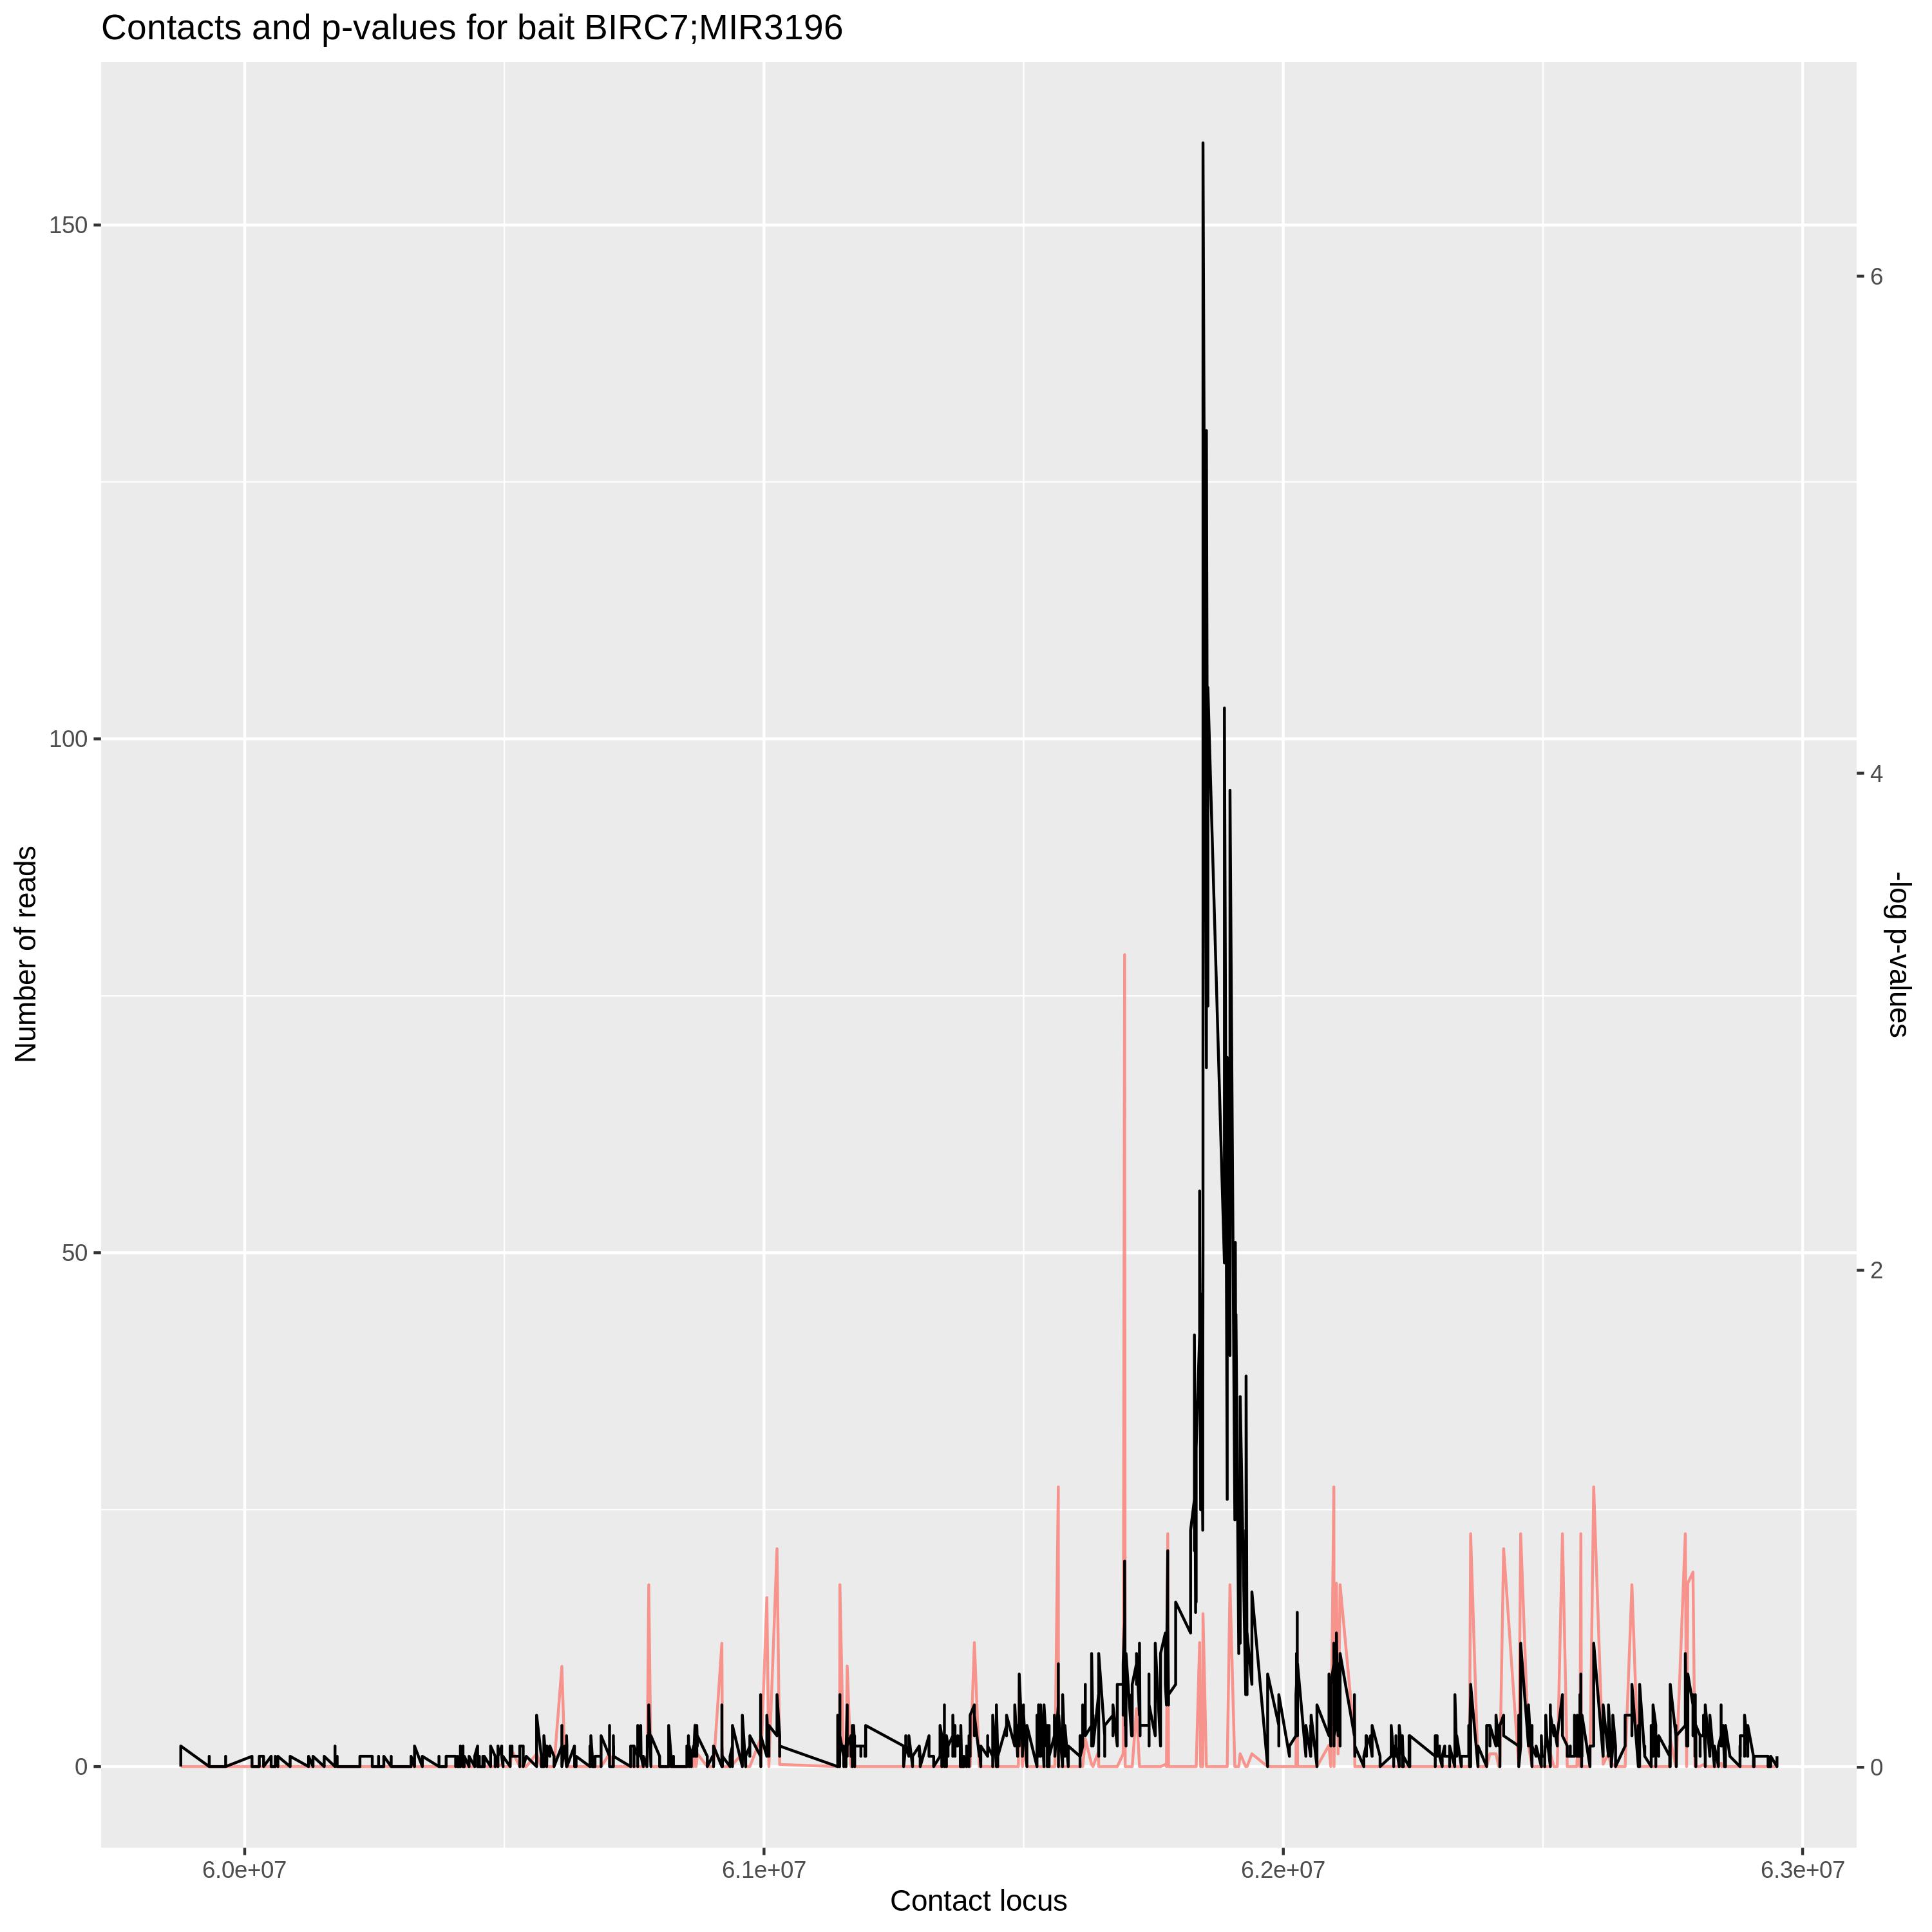 Contacts and p-values for bait BIRC7;MIR3196
150
100
50
0
Number of reads
6
4
2
0
-log p-values
6.0e+07
6.1e+07
6.2e+07
6.3e+07
Contact locus